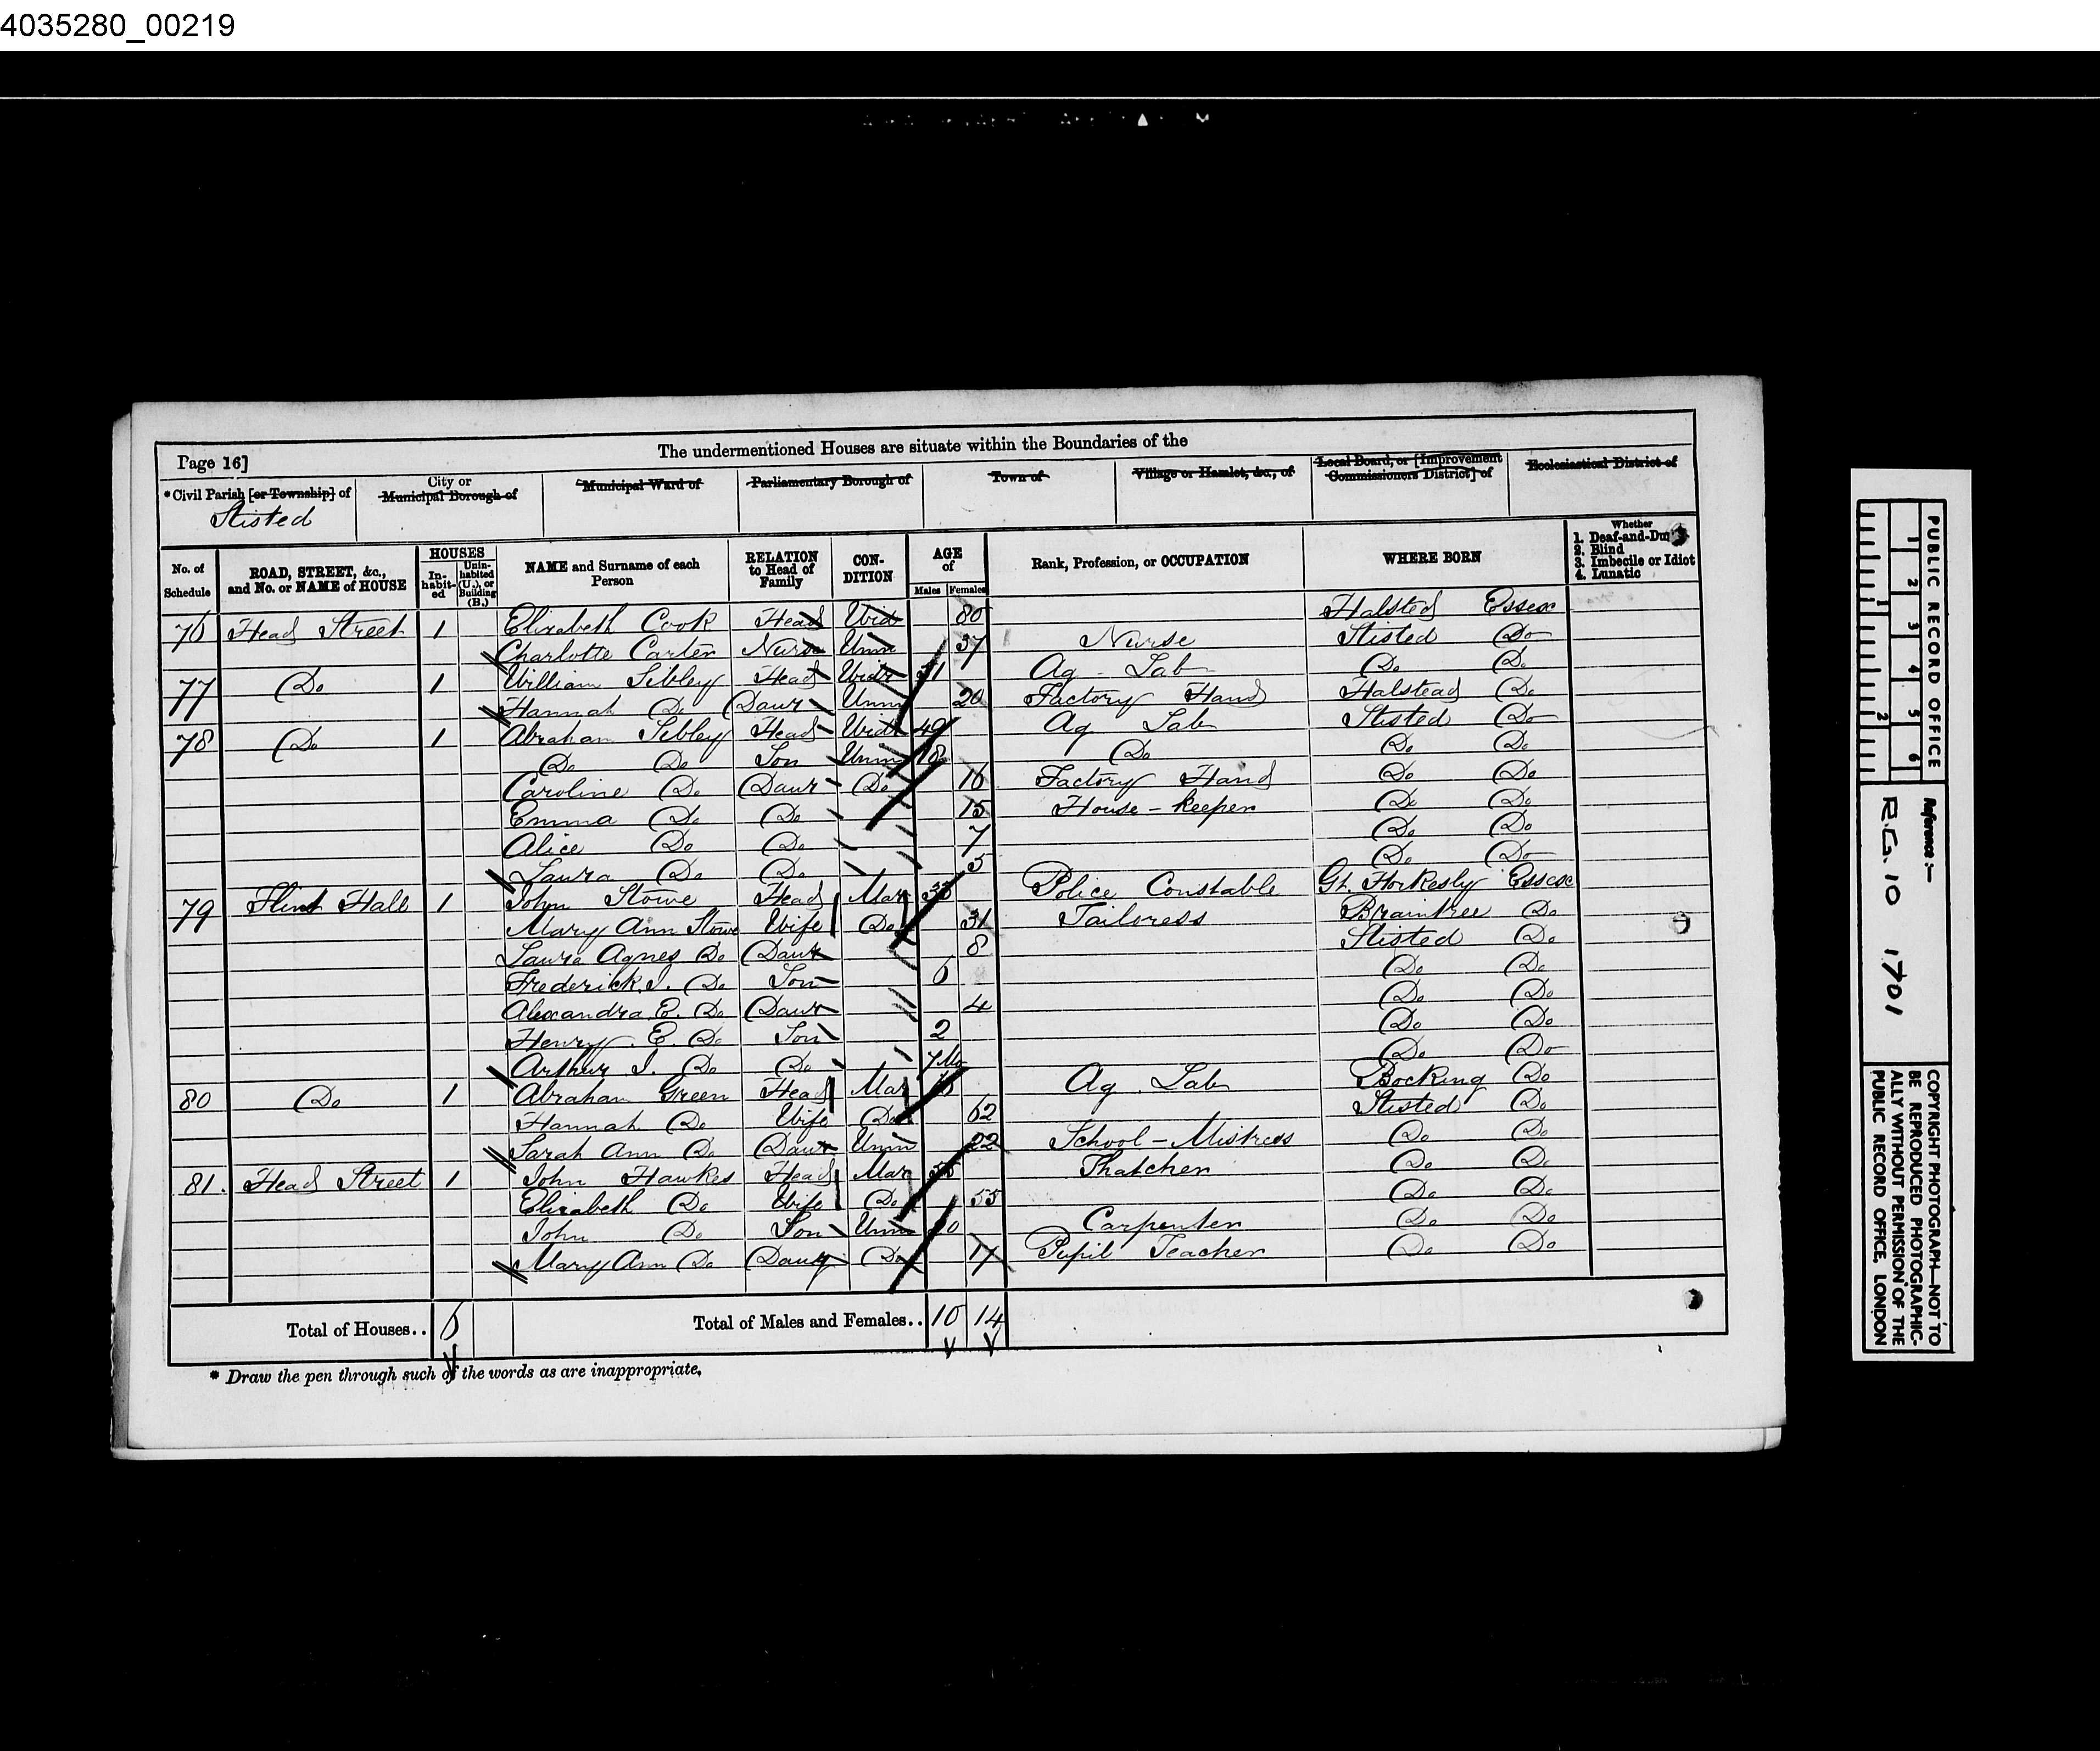 4035280_00219
The undermentioned Houses are situate within the Boundaries of the
Page 16]
*Civil Parish [or Township] of Stisted
City or Municipal Borough of
Municipal Ward of
Parliamentary Borough of
Town of
Village or Hamlet, &c., of
Local Board, or [Improvement Commissioners District] of
Ecclesiastical District of
No. of Schedule
ROAD, STREET, &c., and No. or NAME of HOUSE
HOUSES
In-habit-ed
Unin-habited (U.), or Building (B.)
NAME and Surname of each Person
RELATION to Head of Family
CON-DITION
AGE of
Males Females
Rank, Profession, or OCCUPATION
WHERE BORN
Whether
1. Deaf-and-Dumb
2. Blind
3. Imbecile or Idiot
4. Lunatic
76 Head Street 1 Elizabeth Cook Head Wid 80 Halsted Essex
Charlotte Carter Nurse Unm 37 Nurse Stisted Do
77 Do 1 William Sibley Head Widr Ag Lab Do Do
Hannah Do Daur Unm 20 Factory Hand Halstead Do
78 Do 1 Abraham Sibley Head Widr 49 Ag Lab Stisted Do
Do Do Son Unm 18 Do Do Do
Caroline Do Daur Do 16 Factory Hand Do Do
Emma Do Do 15 House-keeper Do Do
Alice Do Do 7 Do Do
Laura Do Do 5 Do Do
79 Flint Hall 1 John Stowe Head Mar Police Constable Gt. Horkesly Essex
Mary Ann Stowe Wife Do 31 Tailoress Braintree Do
Laura Agnes Do Daur 8 Stisted Do
Frederick J. Do Son 6 Do Do
Alexandra E. Do Daur 4 Do Do
Henry E. Do Son 2 Do Do
Arthur J. Do Do 7 Mo Do Do
80 Do 1 Abraham Green Head Mar Ag Lab Bocking Do
Hannah Do Wife Do 62 Stisted Do
Sarah Ann Do Daur Unm 22 School-Mistress Do Do
81. Head Street 1 John Hawkes Head Mar Thatcher Do Do
Elizabeth Do Wife Do 55 Do Do
John Do Son Unm Carpenter Do Do
Mary Ann Do Daur Do 17 Pupil Teacher Do Do
Total of Houses.. 6
Total of Males and Females.. 10 14
* Draw the pen through such of the words as are inappropriate.
PUBLIC RECORD OFFICE
1 2 3 4 5 6
1 2
Reference:-
R.G. 10 1701
COPYRIGHT PHOTOGRAPH—NOT TO BE REPRODUCED PHOTOGRAPHIC-ALLY WITHOUT PERMISSION OF THE PUBLIC RECORD OFFICE, LONDON